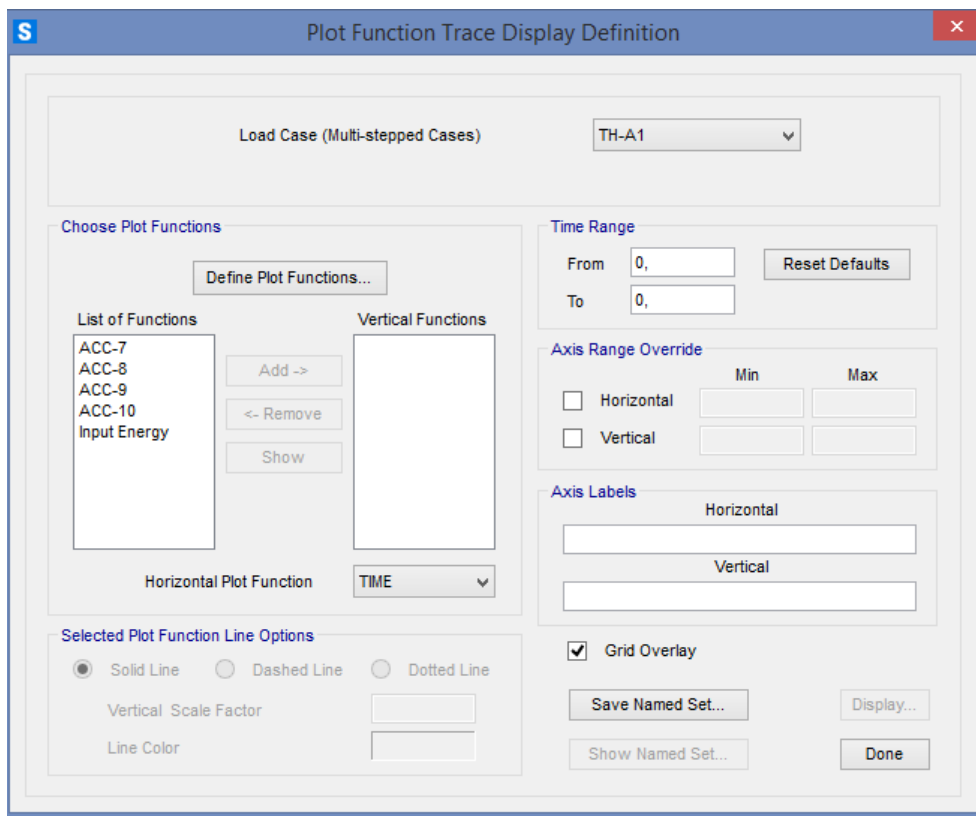 S
Plot Function Trace Display Definition
Load Case (Multi-stepped Cases)
TH-A1
Choose Plot Functions
Define Plot Functions...
List of Functions
Vertical Functions
ACC-7
ACC-8
ACC-9
ACC-10
Input Energy
Add ->
<- Remove
Show
Horizontal Plot Function
TIME
Selected Plot Function Line Options
Solid Line
Dashed Line
Dotted Line
Vertical Scale Factor
Line Color
Time Range
From
0,
Reset Defaults
To
0,
Axis Range Override
Min
Max
Horizontal
Vertical
Axis Labels
Horizontal
Vertical
Grid Overlay
Save Named Set...
Display...
Show Named Set...
Done